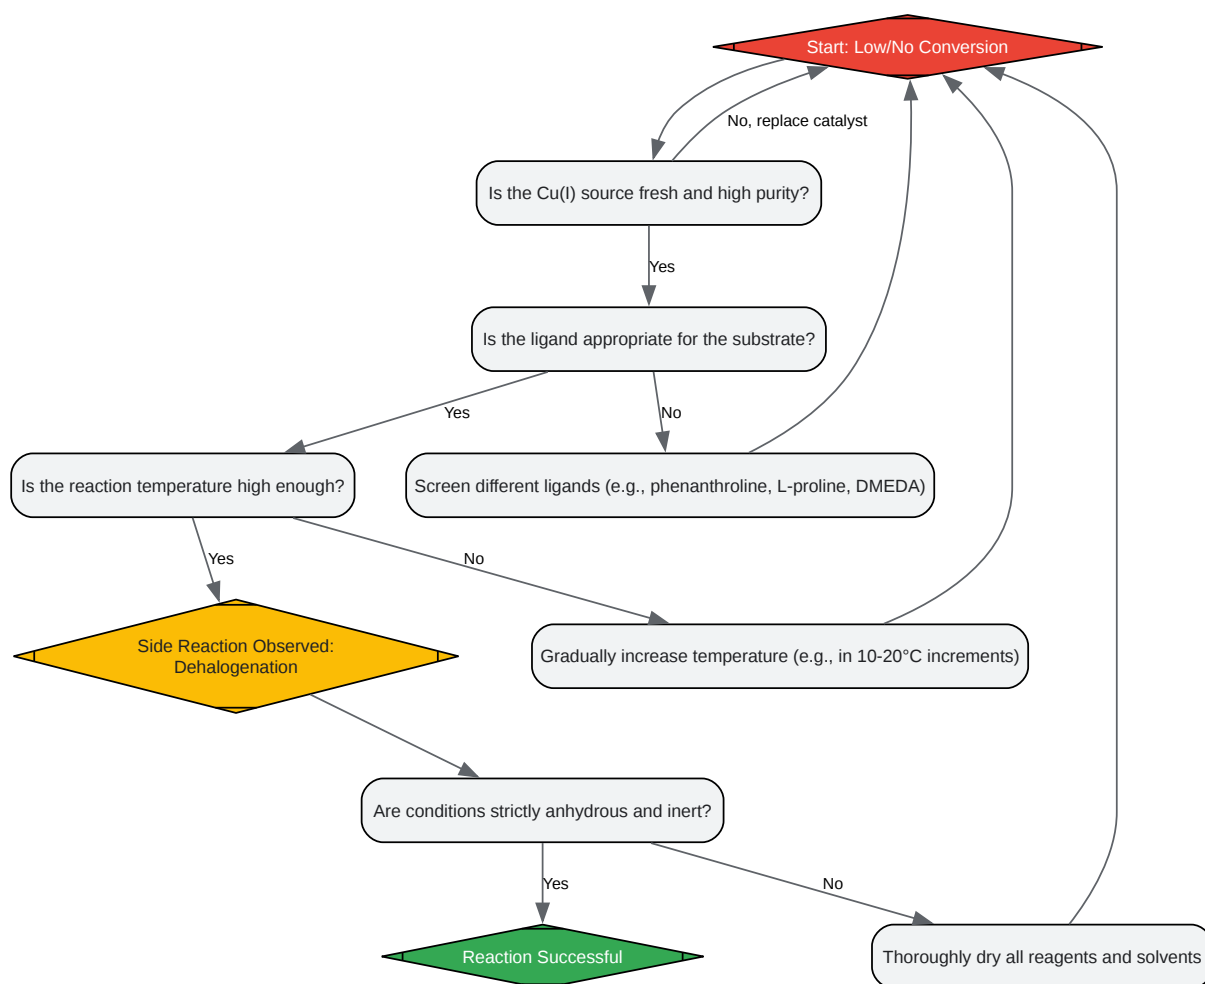 Start: Low/No Conversion
No, replace catalyst
Is the Cu(I) source fresh and high purity?
Yes
Is the ligand appropriate for the substrate?
Yes
No
Is the reaction temperature high enough?
Screen different ligands (e.g., phenanthroline, L-proline, DMEDA)
Yes
No
Side Reaction Observed:
Dehalogenation
Gradually increase temperature (e.g., in 10-20°C increments)
Are conditions strictly anhydrous and inert?
Yes
No
Reaction Successful
Thoroughly dry all reagents and solvents